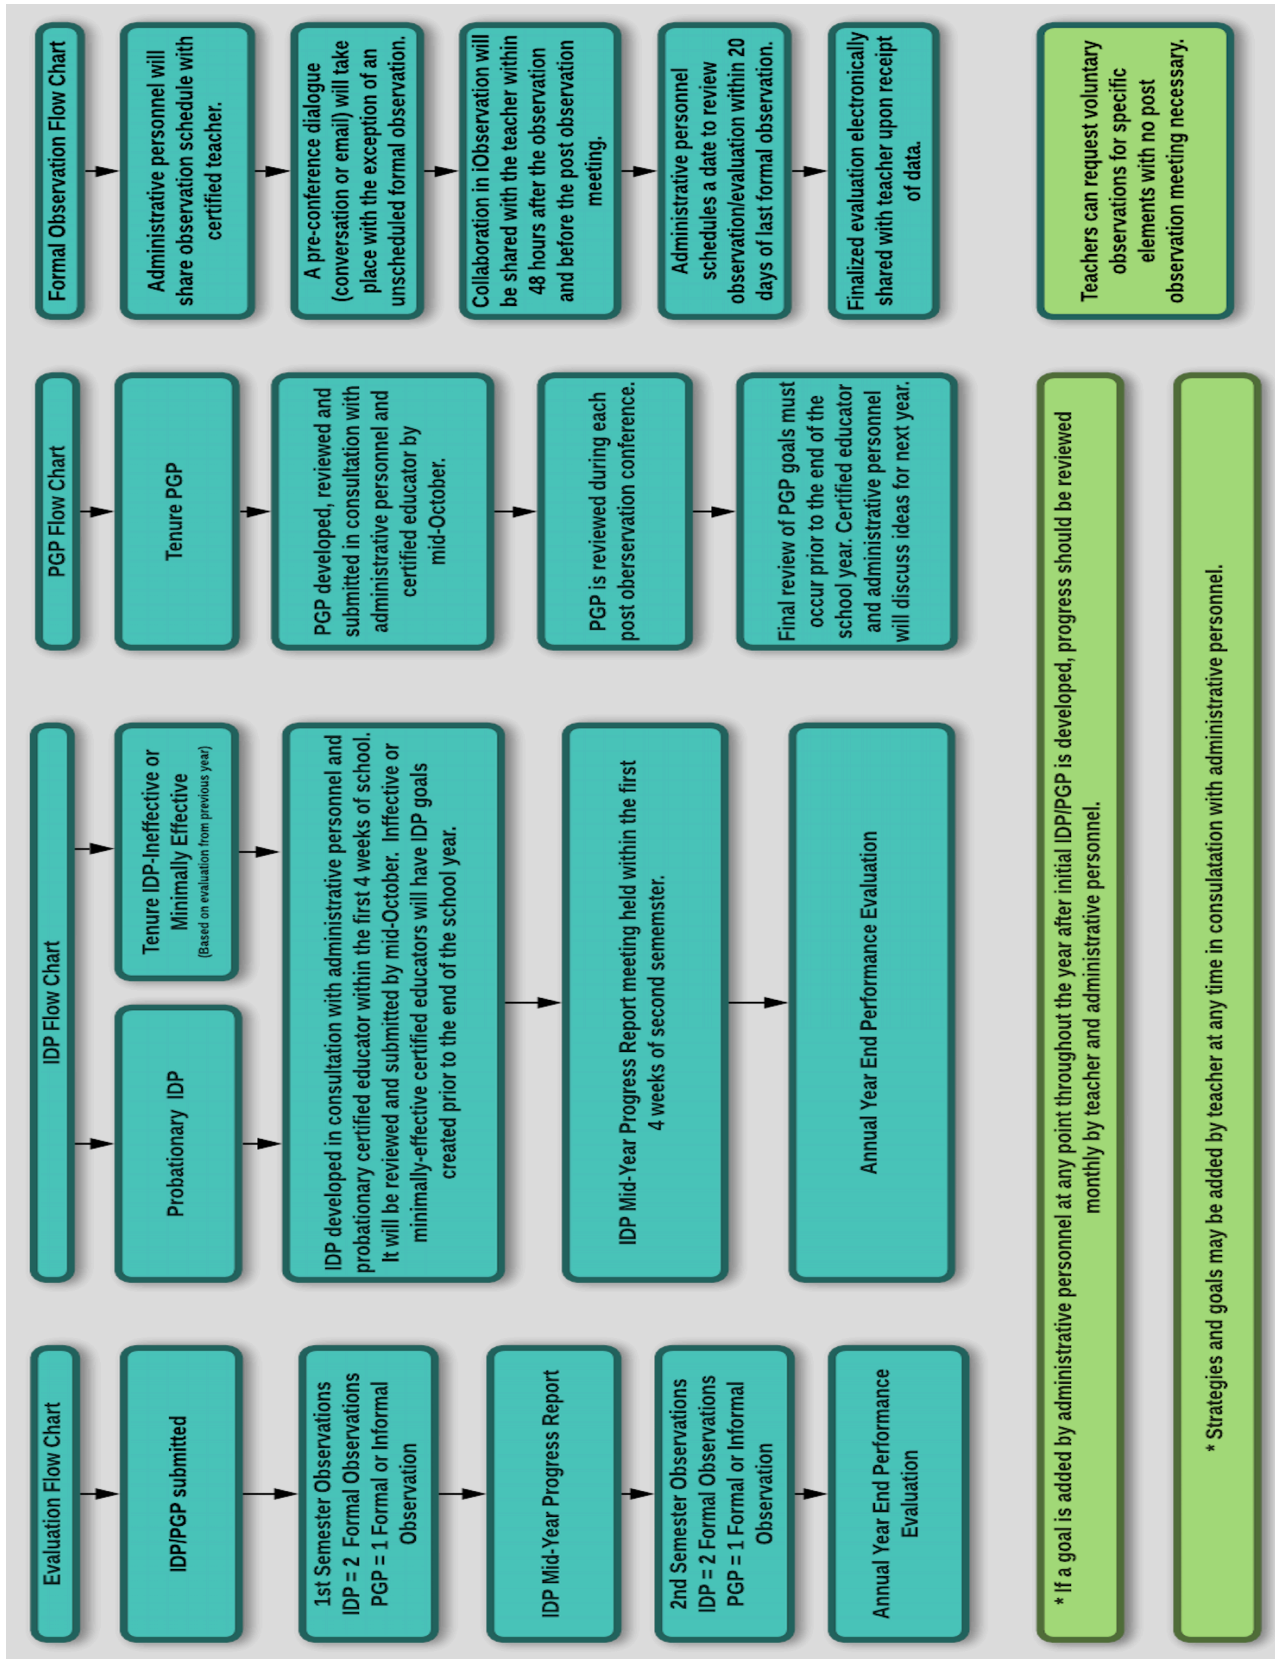 Evaluation Flow Chart
IDP/PGP submitted
1st Semester Observations
IDP = 2  Formal Observations
PGP = 1 Formal or Informal
Observation
IDP Mid-Year Progress Report
2nd Semester Observations
IDP = 2 Formal Observations
PGP = 1 Formal or Informal
Observation
Annual Year End Performance
Evaluation
IDP Flow Chart
Probationary  IDP
Tenure IDP-Ineffective or
Minimally Effective
(Based on evaluation from previous year)
IDP developed in consultation with administrative personnel and
probationary certified educator within the first 4 weeks of school.
It will be reviewed and submitted by mid-October.  Inffective or
minimally-effective certified educators will have IDP goals
created prior to the end of the school year.
IDP Mid-Year Progress Report meeting held within the first
4 weeks of second sememster.
Annual Year End Performance Evaluation
PGP Flow Chart
Tenure PGP
PGP developed, reviewed and
submitted in consultation with
administrative personnel and
certified educator by
mid-October.
PGP is reviewed during each
post oberservation conference.
Final review of PGP goals must
occur prior to the end of the
school year. Certified educator
and administrative personnel
will discuss ideas for next year.
Formal Observation Flow Chart
Administrative personnel will
share observation schedule with
certified teacher.
A pre-conference dialogue
(conversation or email) will take
place with the exception of an
unscheduled formal observation.
Collaboration in iObservation will
be shared with the teacher within
48 hours after the observation
and before the post observation
meeting.
Administrative personnel
schedules a date to review
observation/evaluation within 20
days of last formal observation.
Finalized evaluation electronically
shared with teacher upon receipt
of data.
* If a goal is added by administrative personnel at any point throughout the year after initial IDP/PGP is developed, progress should be reviewed
monthly by teacher and administrative personnel.
* Strategies and goals may be added by teacher at any time in consulatation with administrative personnel.
Teachers can request voluntary
observations for specific
elements with no post
observation meeting necessary.